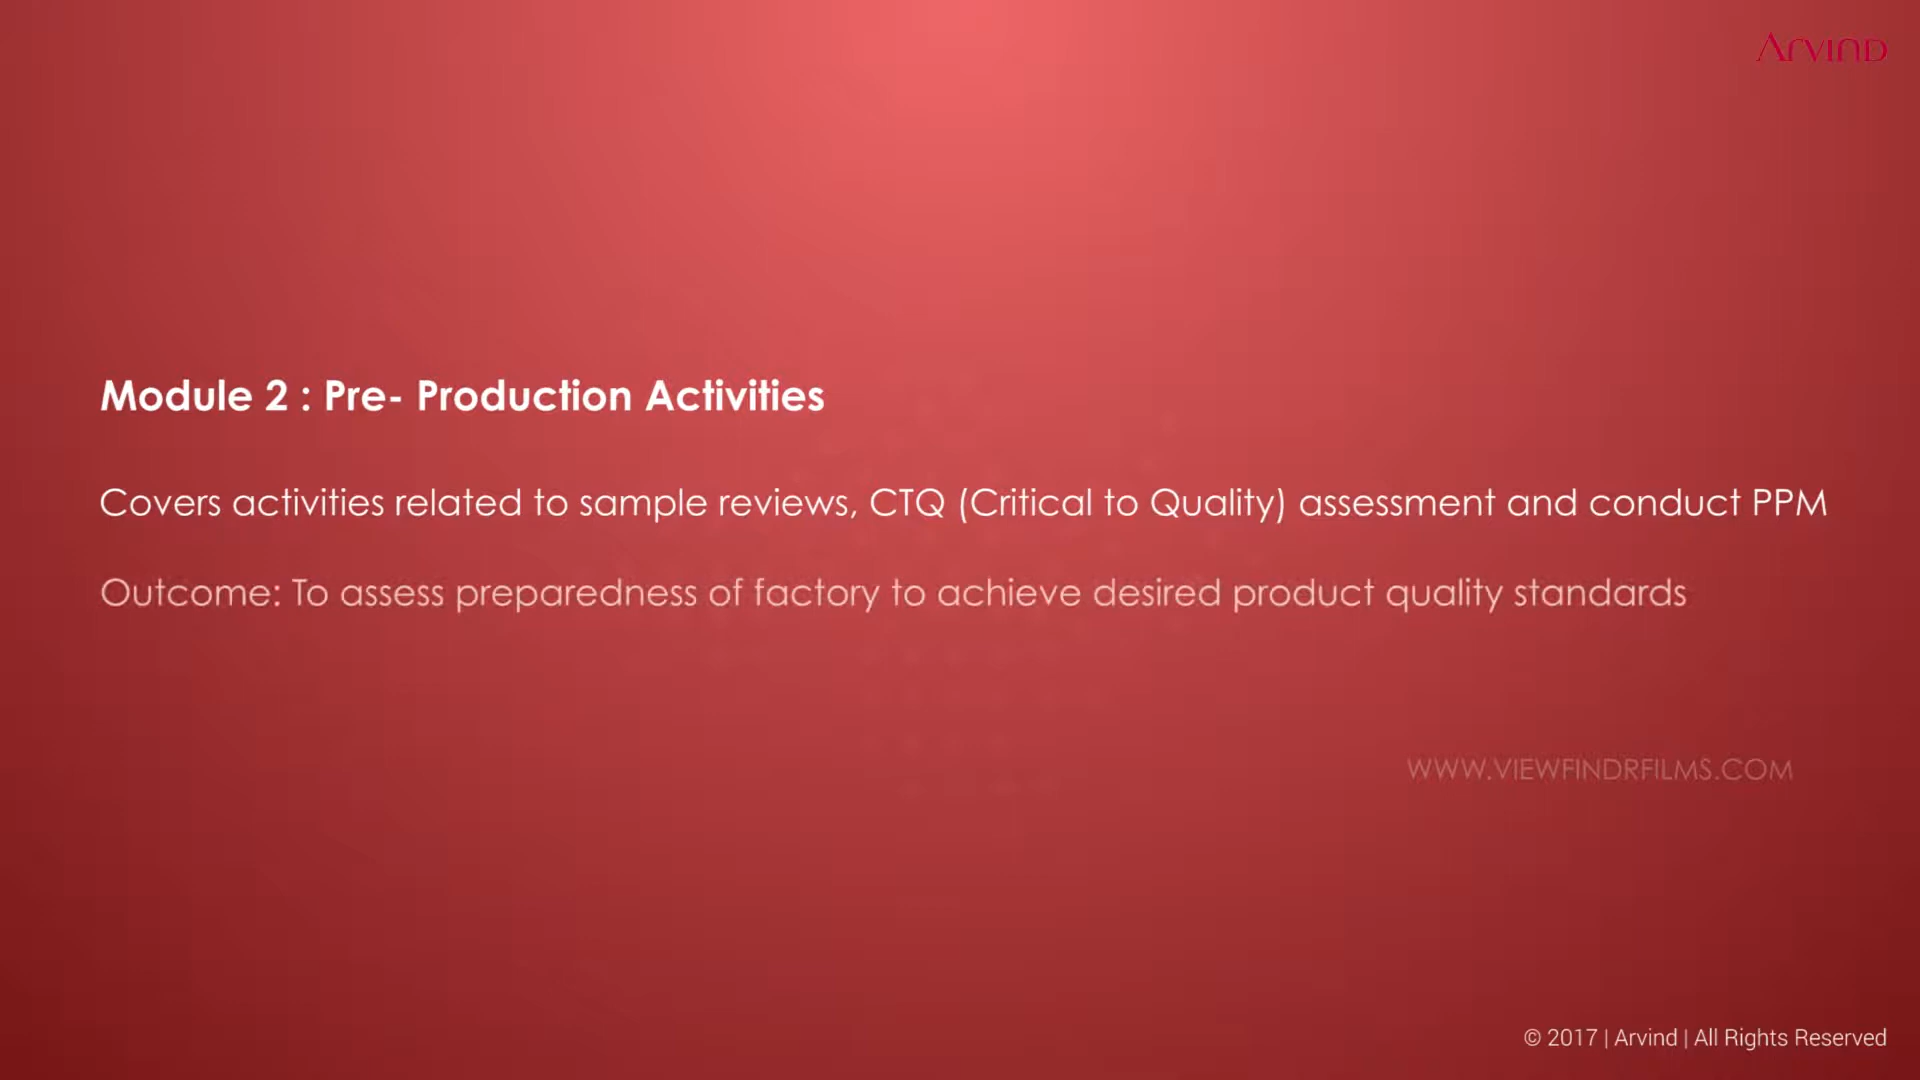 Arvind
Module 2 : Pre- Production Activities
Covers activities related to sample reviews, CTQ (Critical to Quality) assessment and conduct PPM
Outcome: To assess preparedness of factory to achieve desired product quality standards
WWW.VIEWFINDRFILMS.COM
© 2017 | Arvind | All Rights Reserved